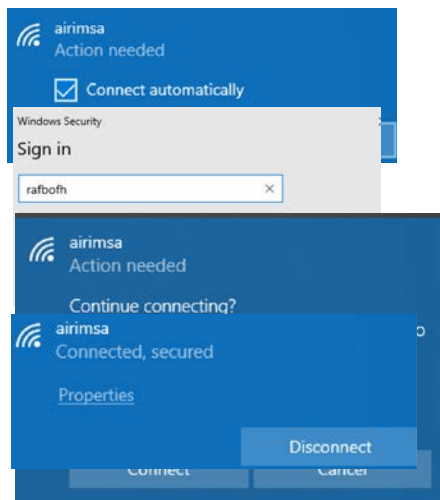 airimsa
Action needed
Connect automatically
Windows Security
Sign in
rafbofh
airimsa
Action needed
Continue connecting?
airimsa
Connected, secured
Properties
Disconnect
Connect
Cancel